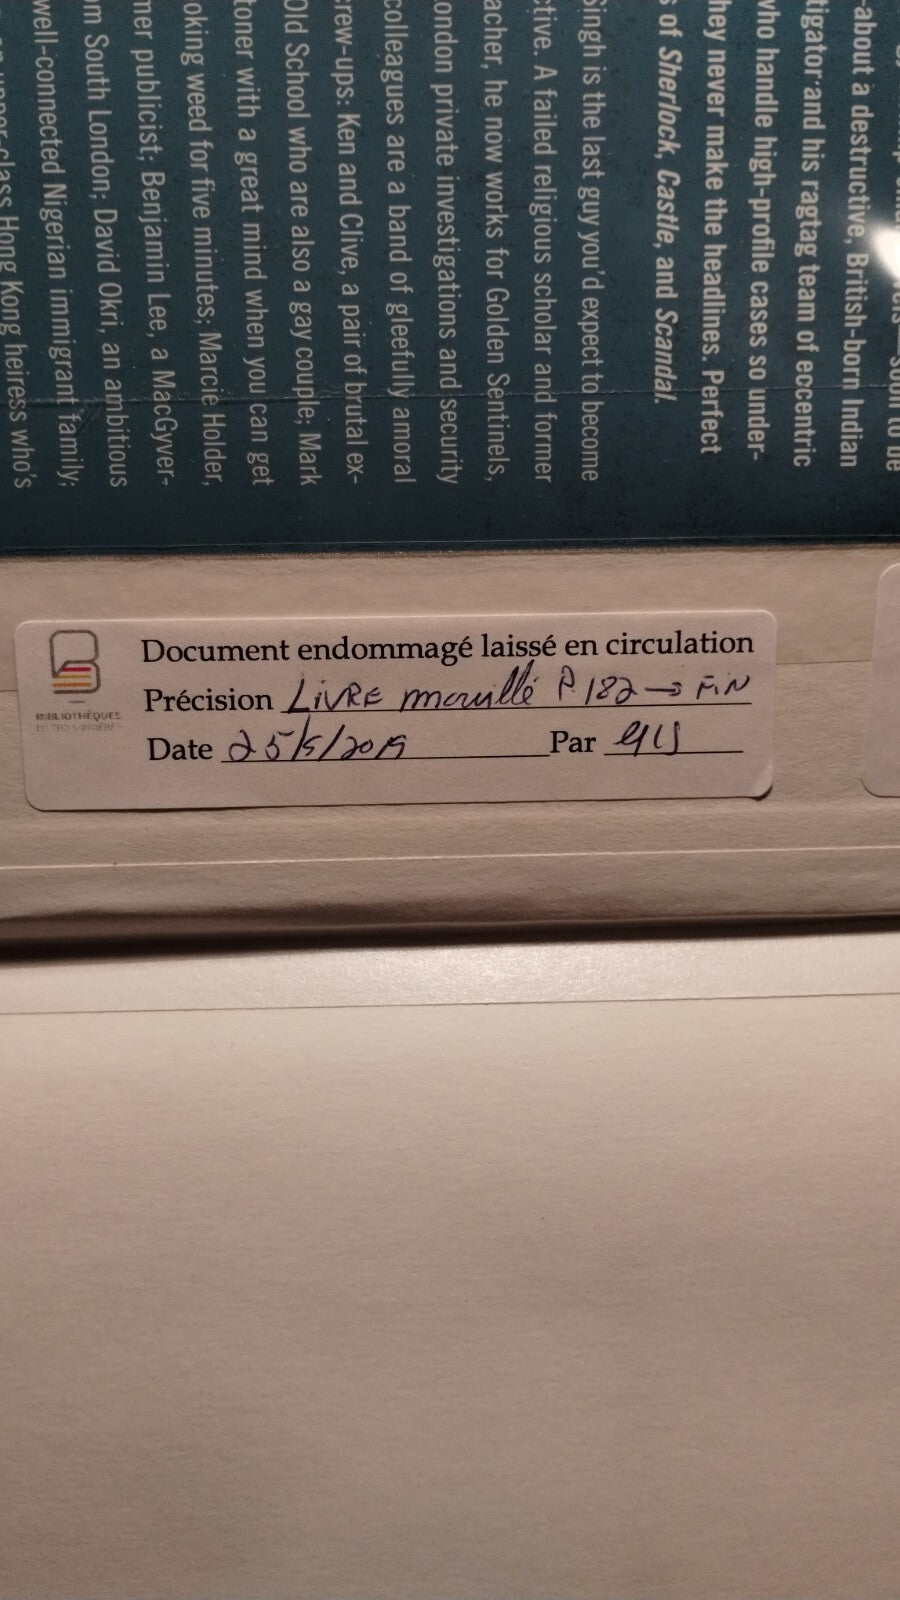 -about a destructive, British-born Indian
tigator and his ragtag team of eccentric
who handle high-profile cases so under-
hey never make the headlines. Perfect
s of Sherlock, Castle, and Scandal.
Singh is the last guy you'd expect to become
ctive. A failed religious scholar and former
acher, he now works for Golden Sentinels,
ondon private investigations and security
colleagues are a band of gleefully amoral
rew-ups: Ken and Clive, a pair of brutal ex-
Old School who are also a gay couple; Mark
toner with a great mind when you can get
oking weed for five minutes; Marcie Holder,
mer publicist; Benjamin Lee, a MacGyver-
m South London; David Okri, an ambitious
well-connected Nigerian immigrant family;
upper-class Hong Kong heiress who's
Document endommagé laissé en circulation
Précision LIVRE mouillé P 182 → FIN
Date 25/5/2019 Par
BIBLIOTHÈQUES